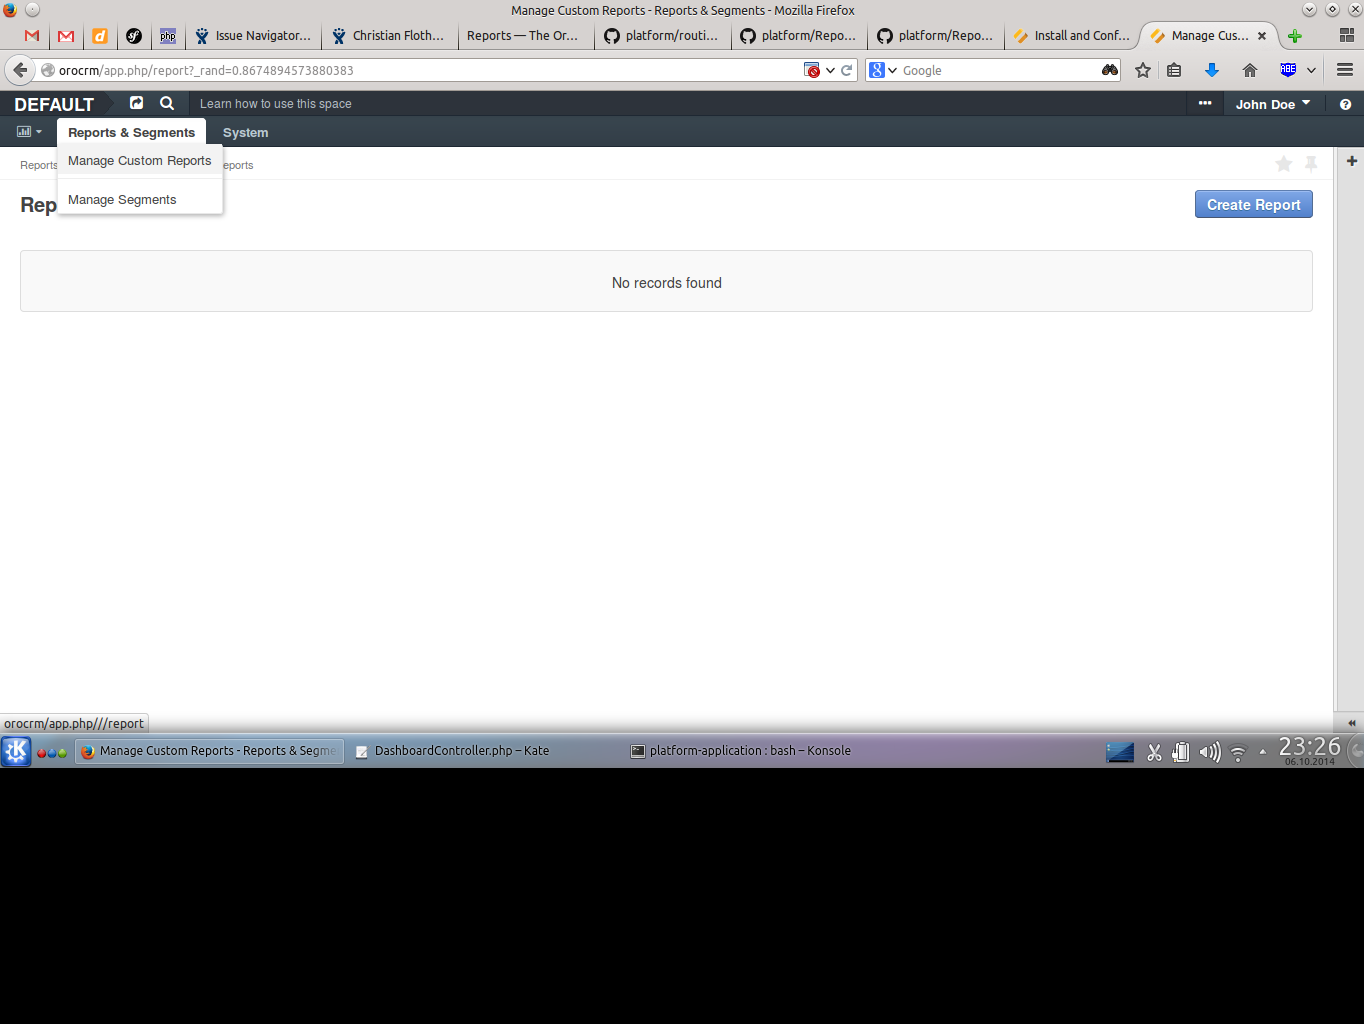 Manage Custom Reports - Reports & Segments - Mozilla Firefox
php
Issue Navigator...
Christian Floth...
Reports — The Or...
platform/routi...
platform/Repo...
platform/Repo...
Install and Conf...
Manage Cus...
orocrm/app.php/report?_rand=0.8674894573880383
Google
ABE
DEFAULT
Learn how to use this space
John Doe
Reports & Segments
System
Reports
eports
Manage Custom Reports
Manage Segments
Rep
Create Report
No records found
orocrm/app.php///report
Manage Custom Reports - Reports & Segme
DashboardController.php – Kate
platform-application : bash – Konsole
23:26
06.10.2014